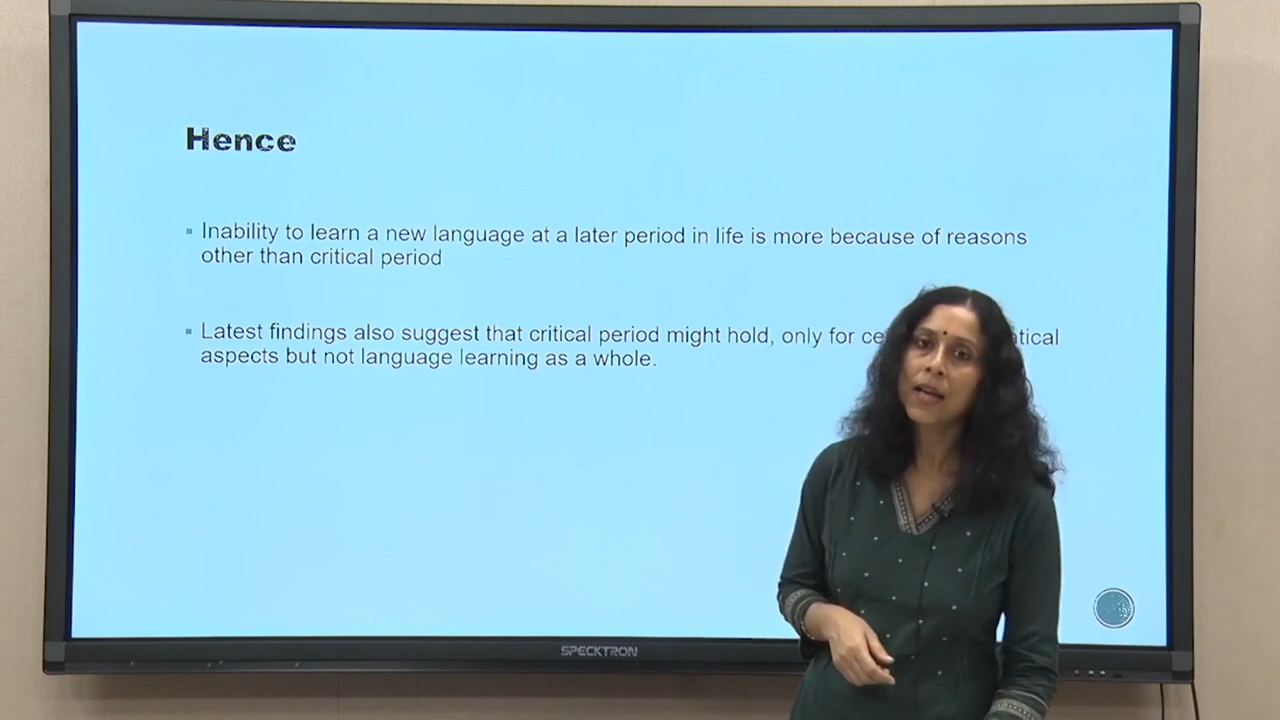 Hence
Inability to learn a new language at a later period in life is more because of reasons
other than critical period
Latest findings also suggest that critical period might hold, only for
aspects but not language learning as a whole.
SPECKTRON